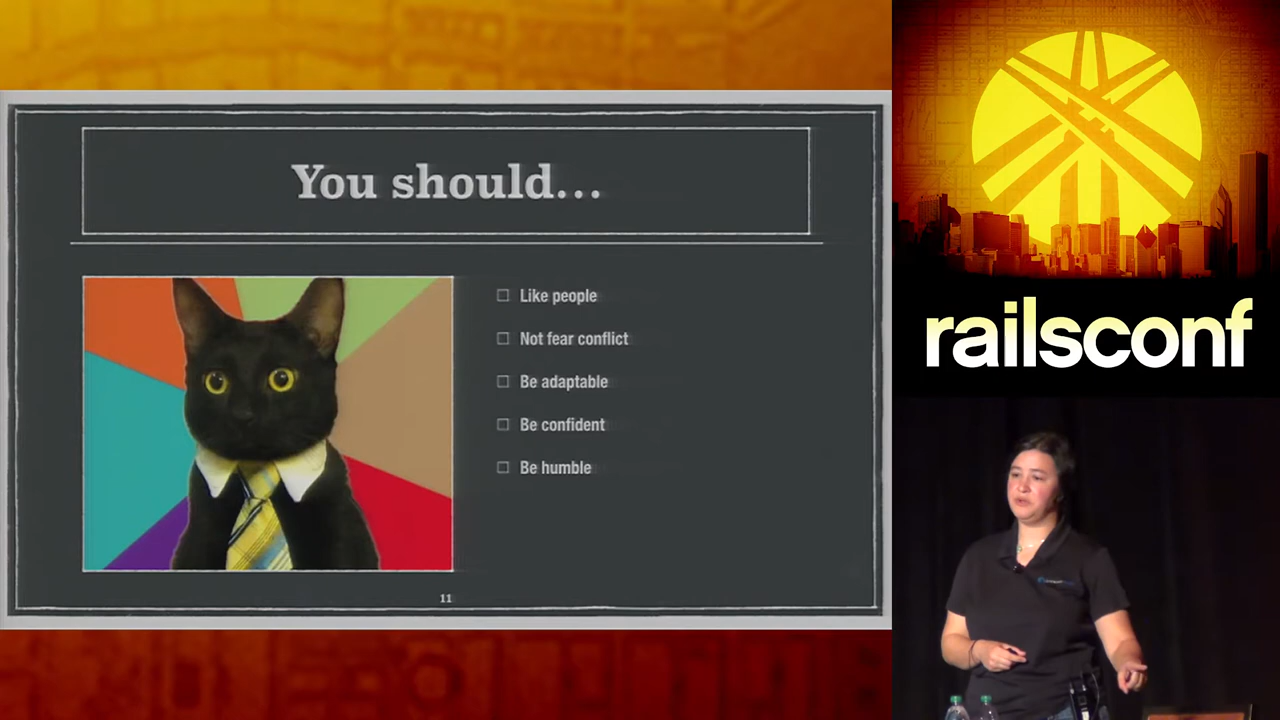 You should...
Like people
Not fear conflict
Be adaptable
Be confident
Be humble
11
railsconf